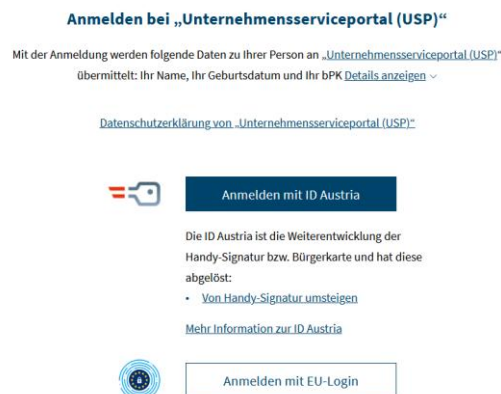 Anmelden bei „Unternehmensserviceportal (USP)“
Mit der Anmeldung werden folgende Daten zu Ihrer Person an „Unternehmensserviceportal (USP)“
übermittelt: Ihr Name, Ihr Geburtsdatum und Ihr bPK Details anzeigen
Datenschutzerklärung von „Unternehmensserviceportal (USP)“
Anmelden mit ID Austria
Die ID Austria ist die Weiterentwicklung der
Handy-Signatur bzw. Bürgerkarte und hat diese
abgelöst:
• Von Handy-Signatur umsteigen
Mehr Information zur ID Austria
Anmelden mit EU-Login